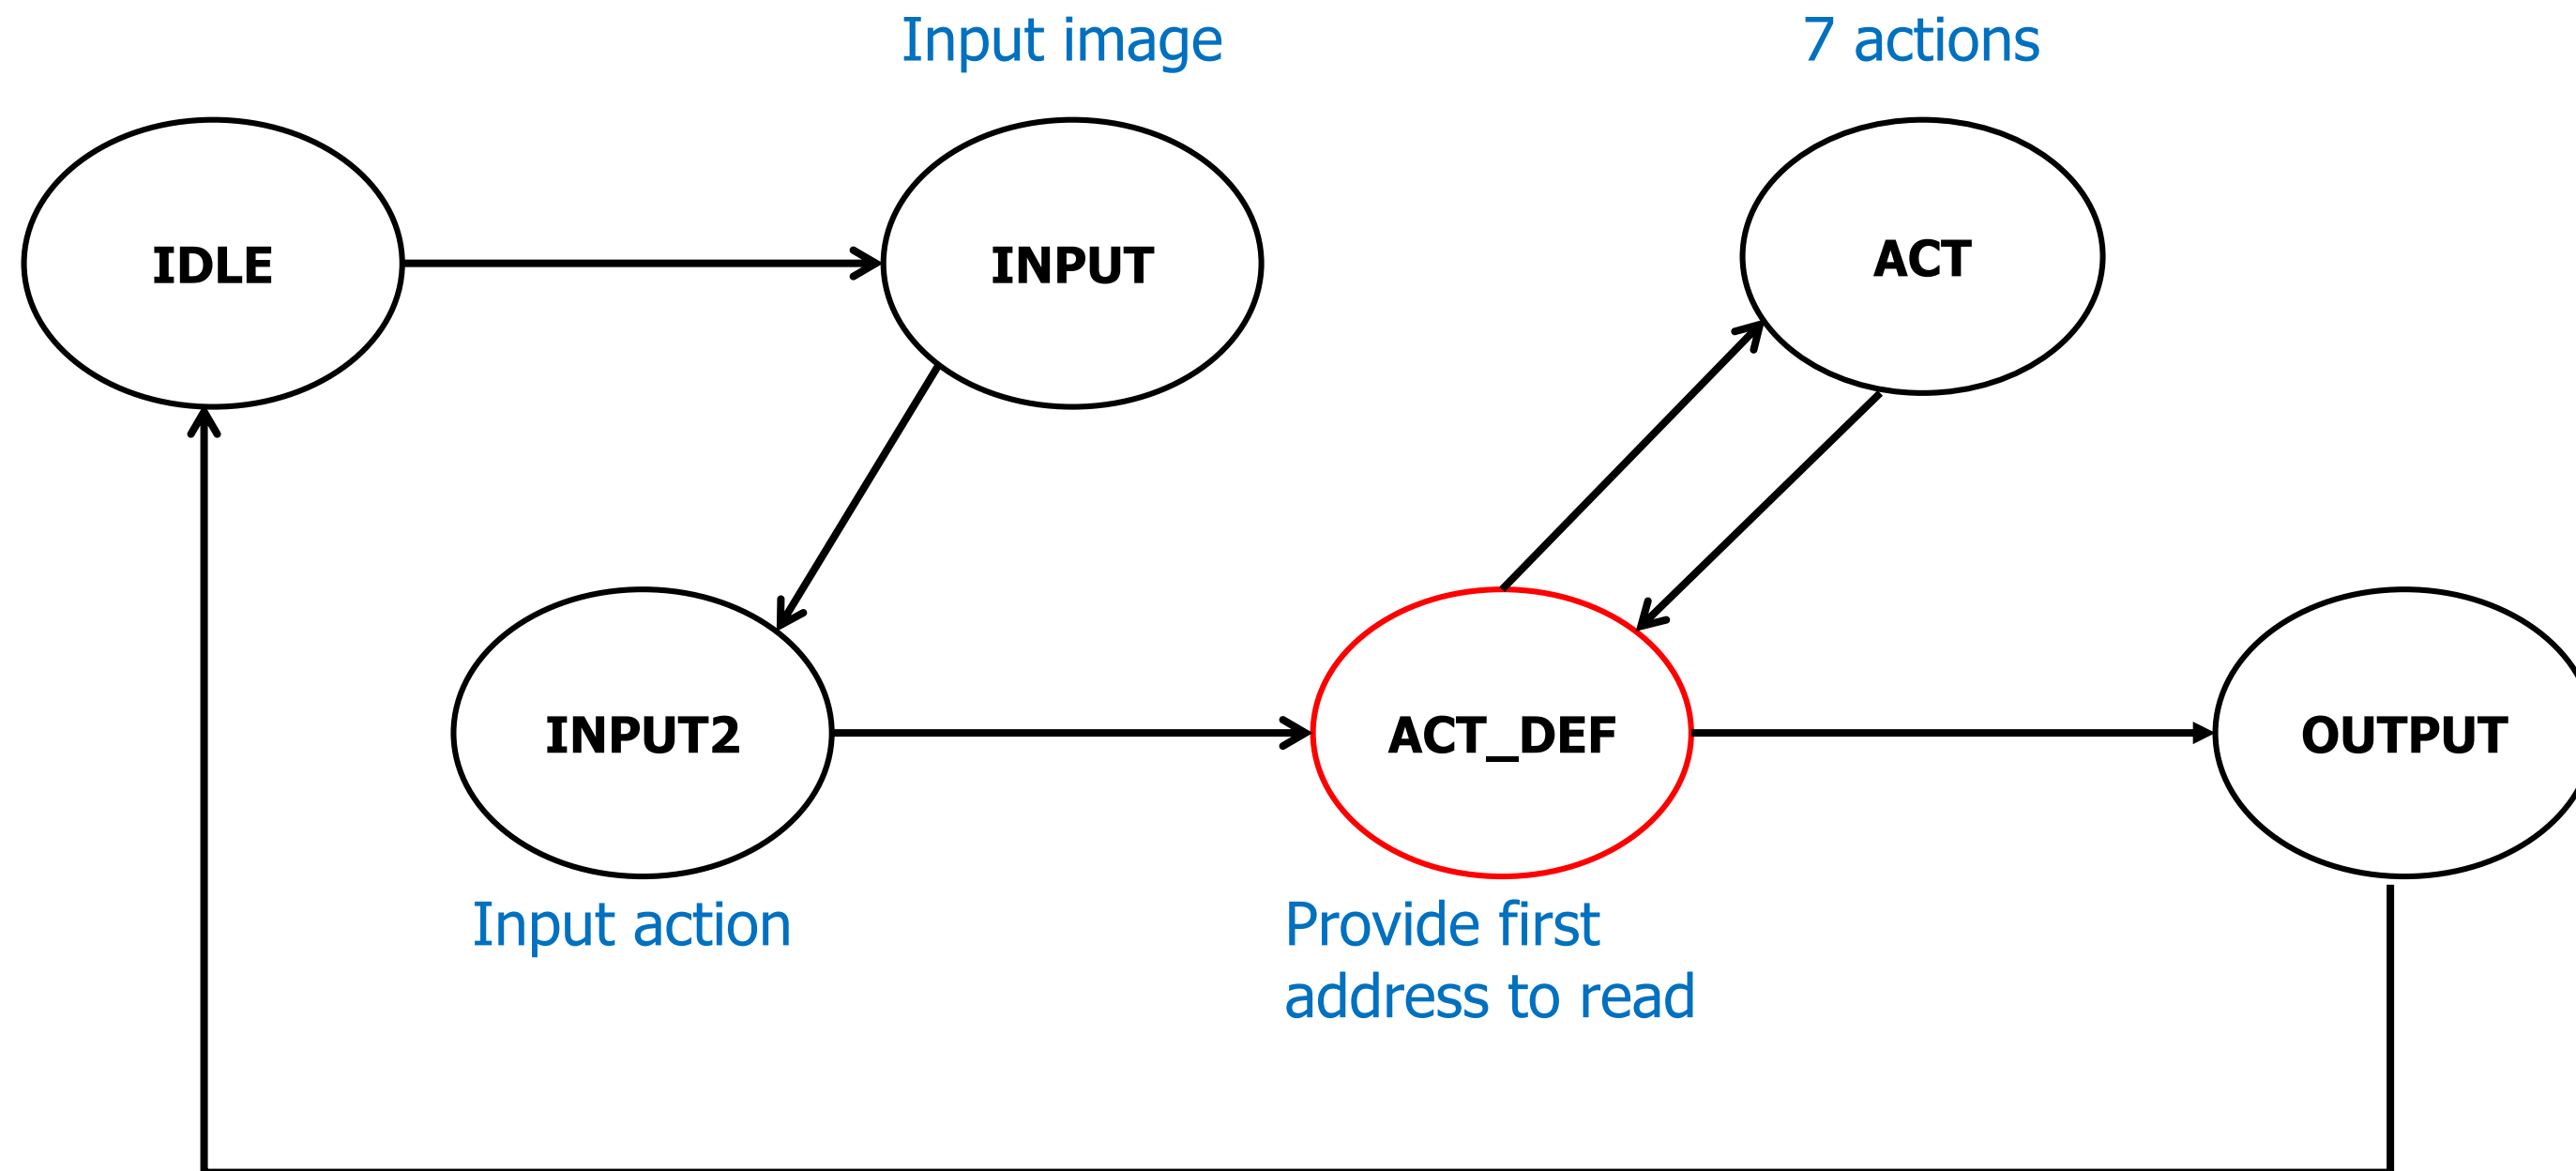 Input image
7 actions
IDLE
INPUT
ACT
INPUT2
ACT_DEF
OUTPUT
Input action
Provide first
address to read